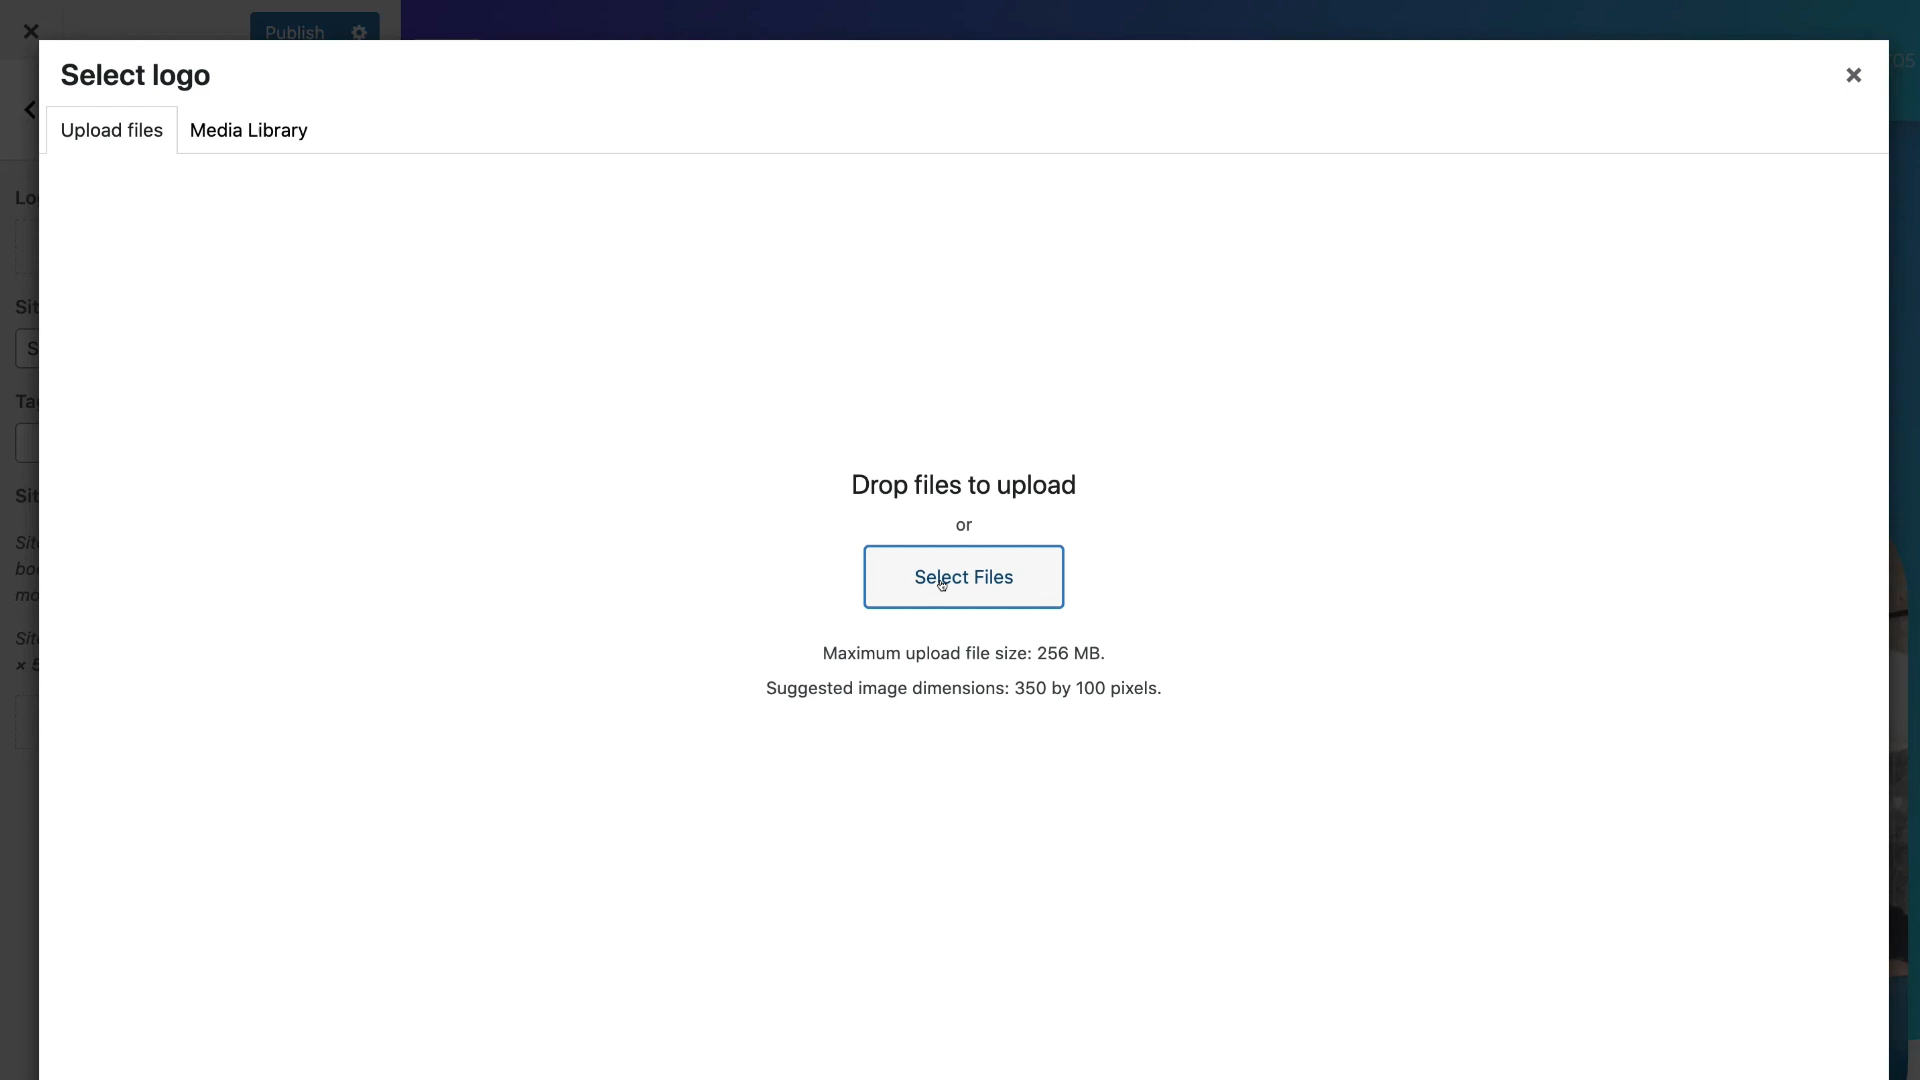 Publish
Select logo
Upload files
Media Library
Drop files to upload
or
Select Files
Maximum upload file size: 256 MB.
Suggested image dimensions: 350 by 100 pixels.